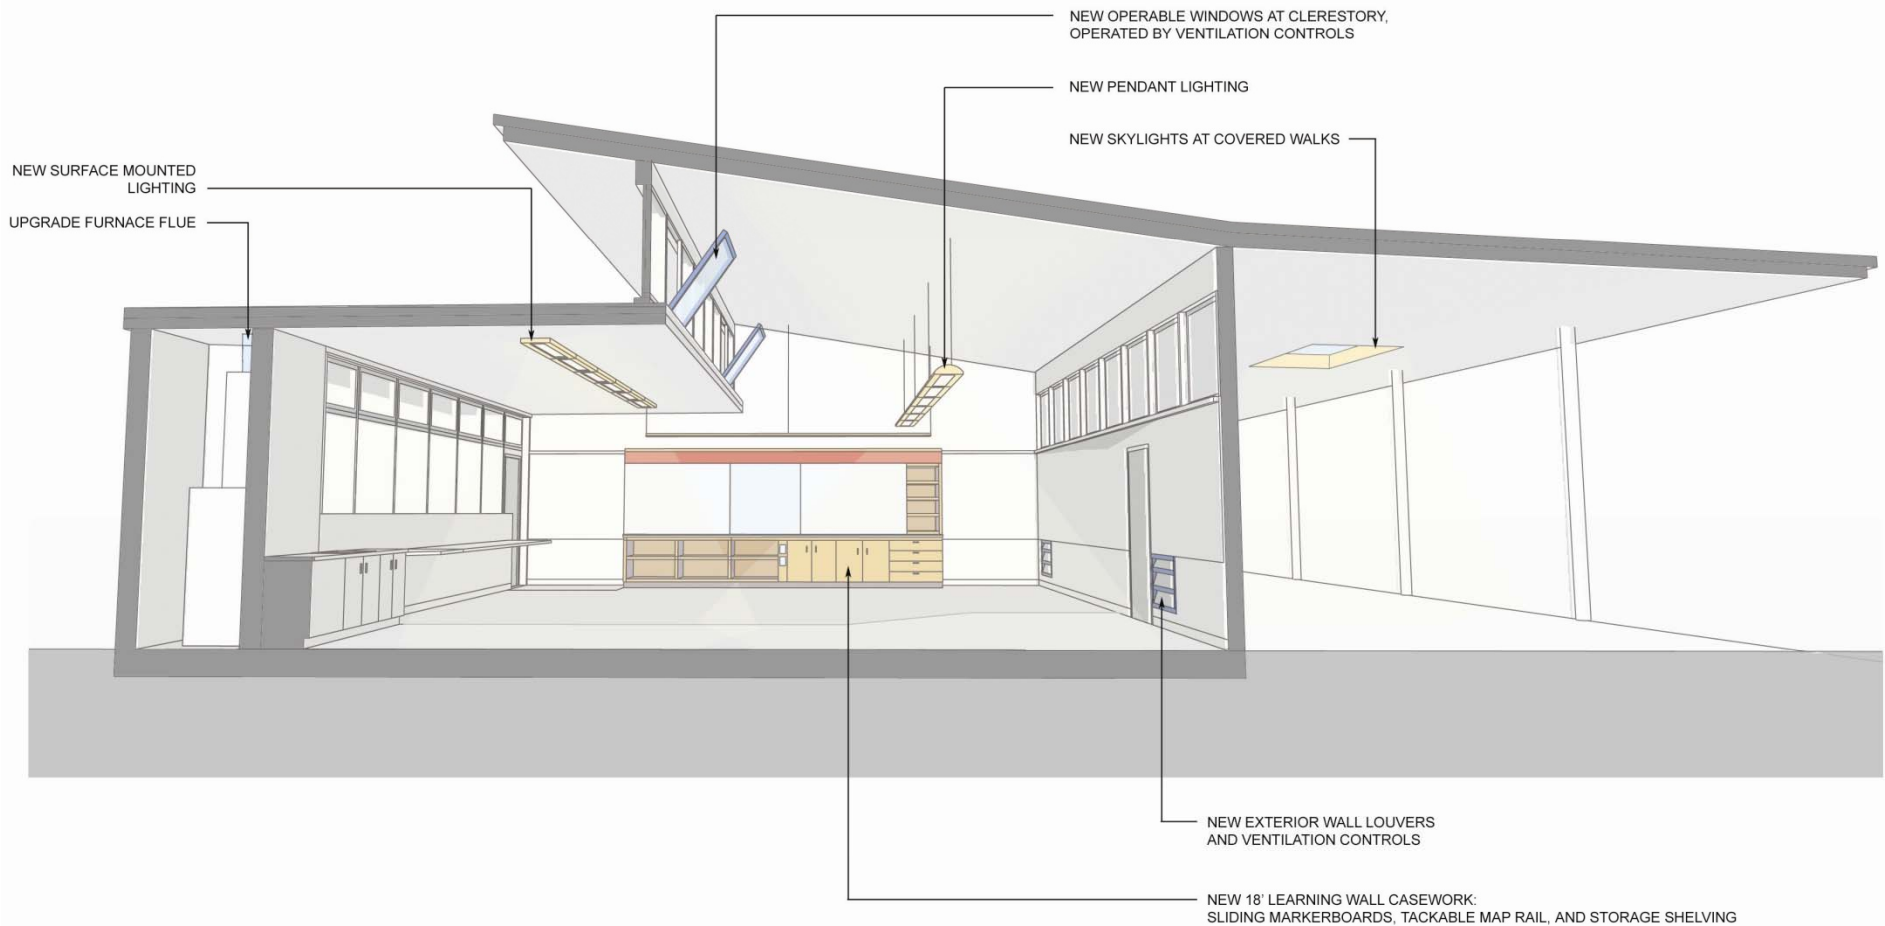 NEW OPERABLE WINDOWS AT CLERESTORY,
OPERATED BY VENTILATION CONTROLS
NEW PENDANT LIGHTING
NEW SKYLIGHTS AT COVERED WALKS
NEW SURFACE MOUNTED
LIGHTING
UPGRADE FURNACE FLUE
NEW EXTERIOR WALL LOUVERS
AND VENTILATION CONTROLS
NEW 18' LEARNING WALL CASEWORK:
SLIDING MARKERBOARDS, TACKABLE MAP RAIL, AND STORAGE SHELVING